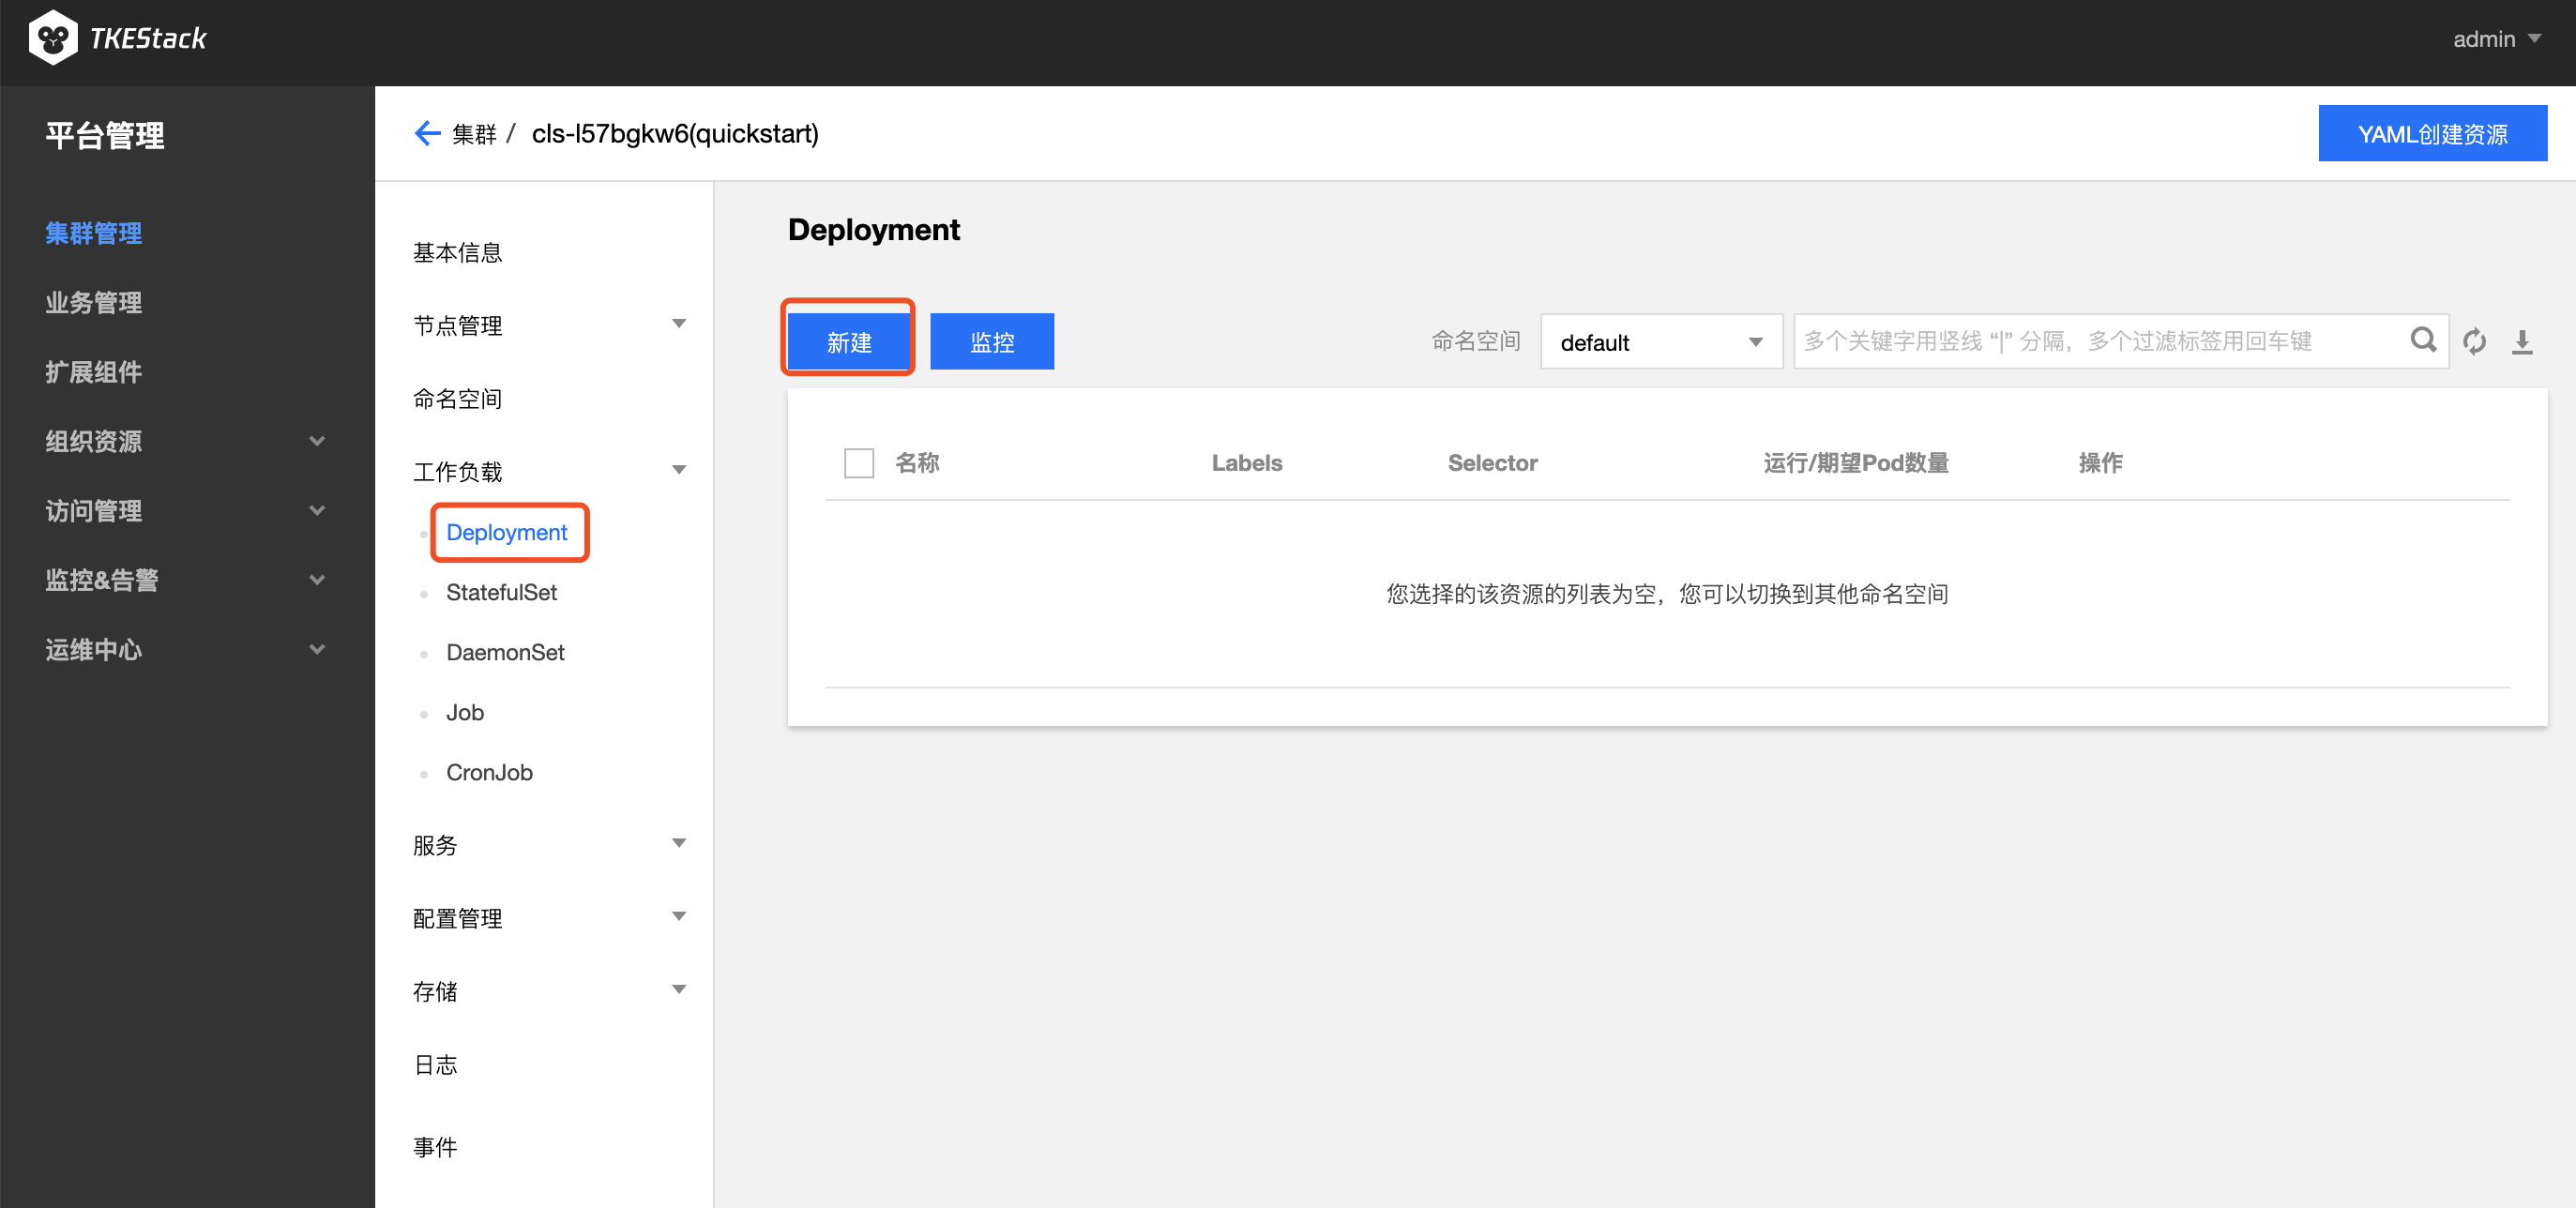 TKEStack
admin
平台管理
集群管理
业务管理
扩展组件
组织资源
访问管理
监控&告警
运维中心
集群 / cls-l57bgkw6(quickstart)
YAML创建资源
基本信息
节点管理
命名空间
工作负载
Deployment
StatefulSet
DaemonSet
Job
CronJob
服务
配置管理
存储
日志
事件
Deployment
新建 监控 命名空间 default 多个关键字用竖线 “|” 分隔，多个过滤标签用回车键
名称 Labels Selector 运行/期望Pod数量 操作
您选择的该资源的列表为空，您可以切换到其他命名空间